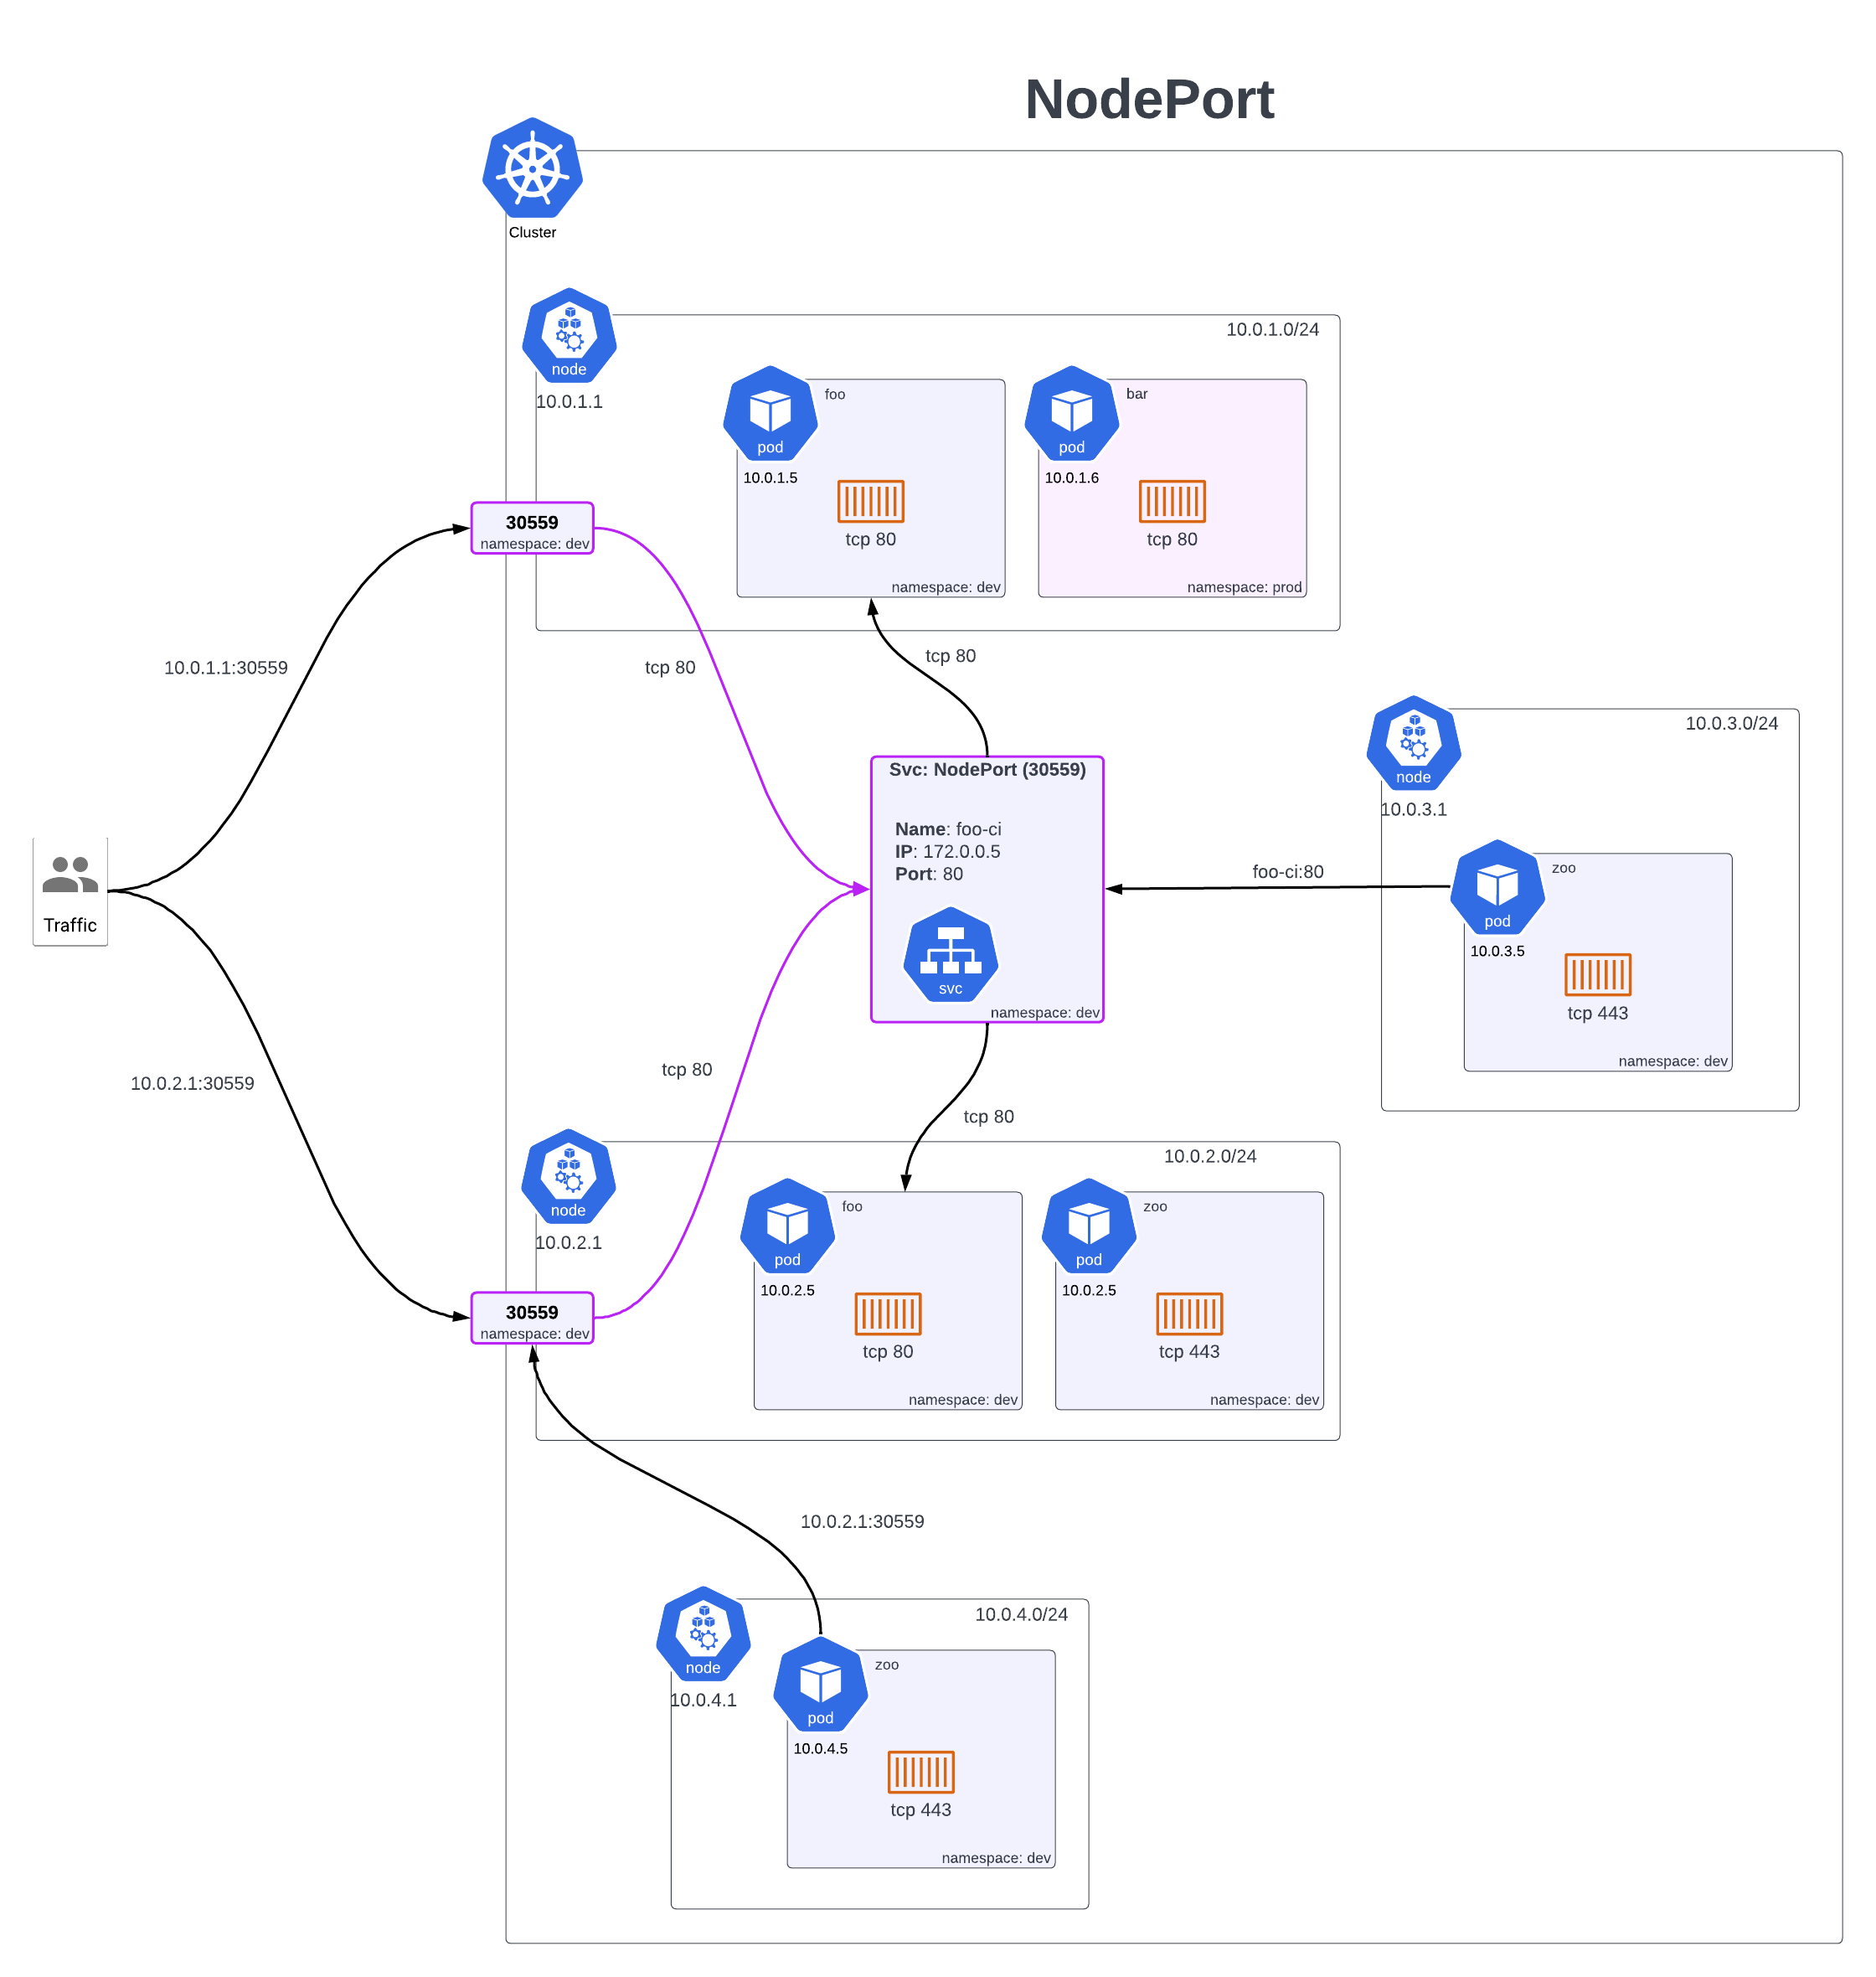 NodePort
Cluster
node
10.0.1.1
10.0.1.0/24
pod
foo
10.0.1.5
tcp 80
namespace: dev
pod
bar
10.0.1.6
tcp 80
namespace: prod
30559
namespace: dev
10.0.1.1:30559
tcp 80
tcp 80
Svc: NodePort (30559)
Name: foo-ci
IP: 172.0.0.5
Port: 80
svc
namespace: dev
foo-ci:80
node
10.0.3.1
10.0.3.0/24
pod
zoo
10.0.3.5
tcp 443
namespace: dev
Traffic
10.0.2.1:30559
tcp 80
tcp 80
node
10.0.2.1
10.0.2.0/24
pod
foo
10.0.2.5
tcp 80
namespace: dev
pod
zoo
10.0.2.5
tcp 443
namespace: dev
30559
namespace: dev
10.0.2.1:30559
node
10.0.4.1
10.0.4.0/24
pod
zoo
10.0.4.5
tcp 443
namespace: dev